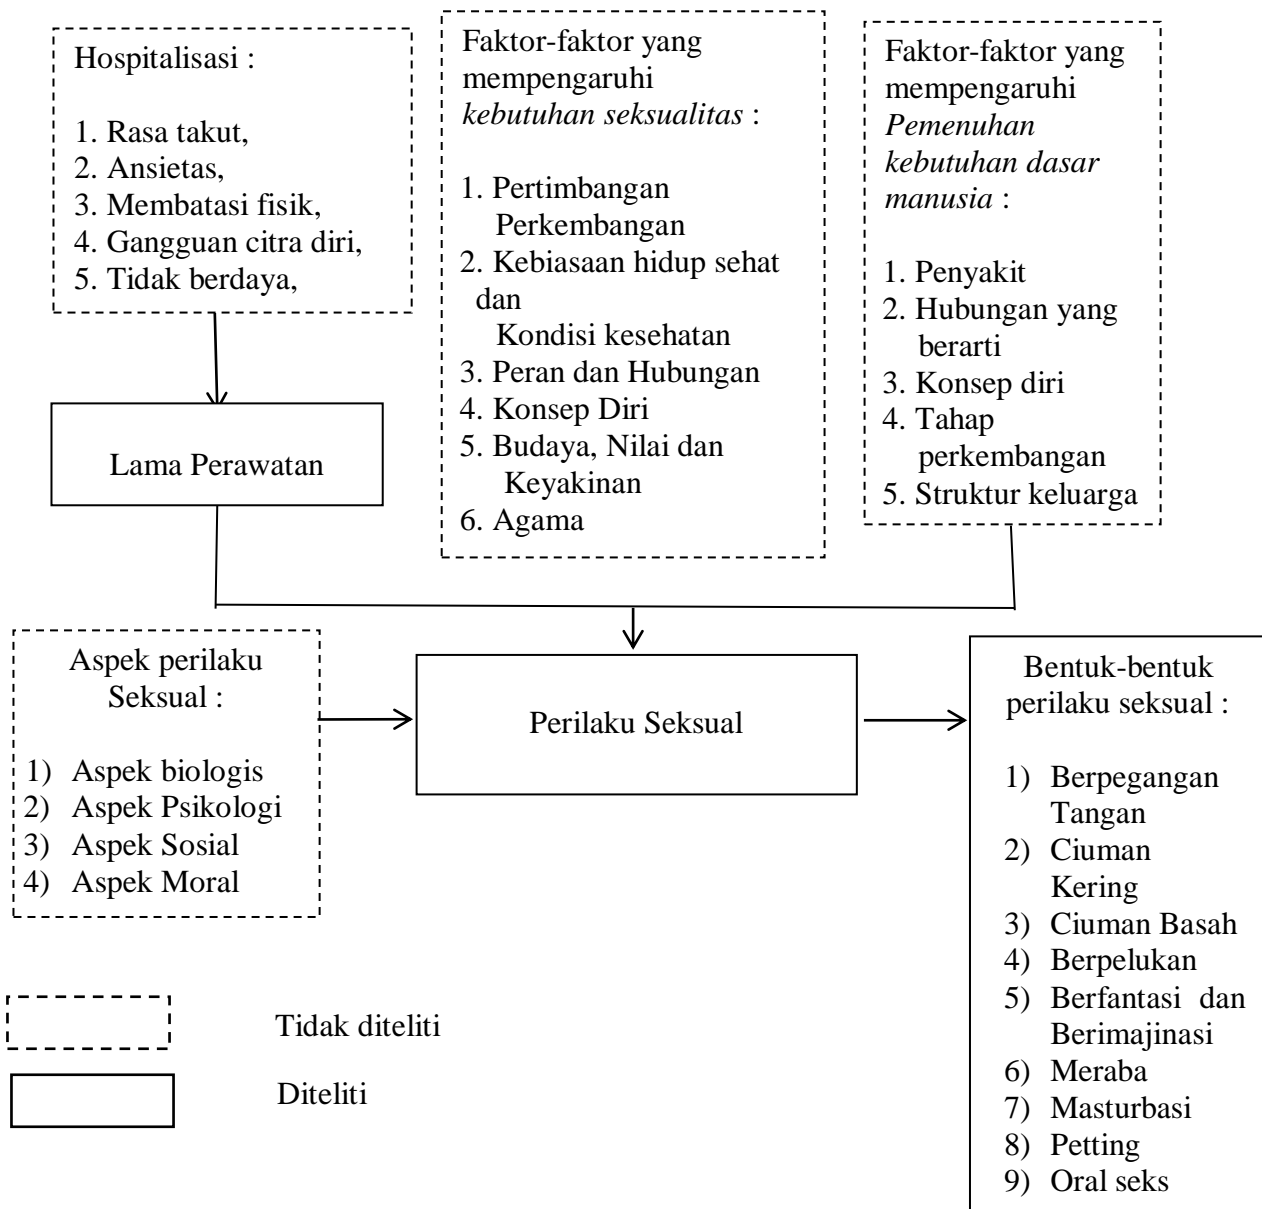 Hospitalisasi :
1. Rasa takut,
2. Ansietas,
3. Membatasi fisik,
4. Gangguan citra diri,
5. Tidak berdaya,
Faktor-faktor yang
mempengaruhi
kebutuhan seksualitas :
1. Pertimbangan
Perkembangan
2. Kebiasaan hidup sehat
dan
Kondisi kesehatan
3. Peran dan Hubungan
4. Konsep Diri
5. Budaya, Nilai dan
Keyakinan
6. Agama
Faktor-faktor yang
mempengaruhi
Pemenuhan
kebutuhan dasar
manusia :
1. Penyakit
2. Hubungan yang
berarti
3. Konsep diri
4. Tahap
perkembangan
5. Struktur keluarga
Lama Perawatan
Aspek perilaku
Seksual :
1) Aspek biologis
2) Aspek Psikologi
3) Aspek Sosial
4) Aspek Moral
Perilaku Seksual
Bentuk-bentuk
perilaku seksual :
1) Berpegangan
Tangan
2) Ciuman
Kering
3) Ciuman Basah
4) Berpelukan
5) Berfantasi dan
Berimajinasi
6) Meraba
7) Masturbasi
8) Petting
9) Oral seks
Tidak diteliti
Diteliti